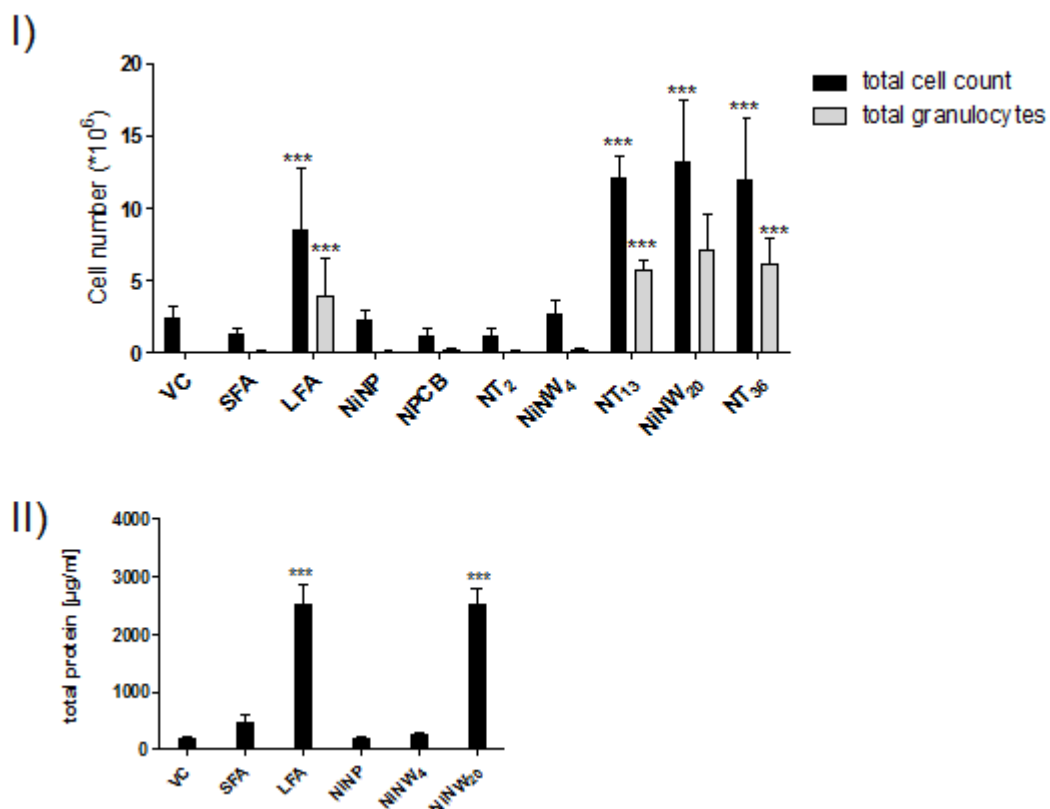 I)
20
15
10
5
0
Cell number (*10⁶)
total cell count
total granulocytes
***
***
***
***
***
***
***
VC
SFA
LFA
NiNP
NPCB
NT₂
NiNW₄
NT₁₃
NiNW₂₀
NT₃₆
II)
4000
3000
2000
1000
0
total protein [µg/ml]
***
***
VC
SFA
LFA
NiNP
NiNW₄
NiNW₂₀